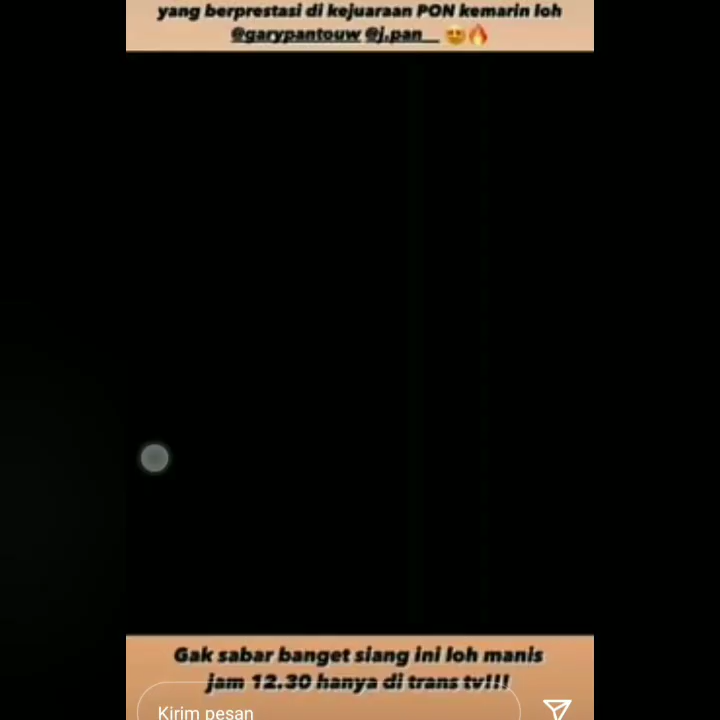 yang berprestasi di kejuaraan PON kemarin loh
@garypantouw @j.pan__ 😍🔥
Gak sabar banget siang ini loh manis
jam 12.30 hanya di trans tv!!!
Kirim pesan